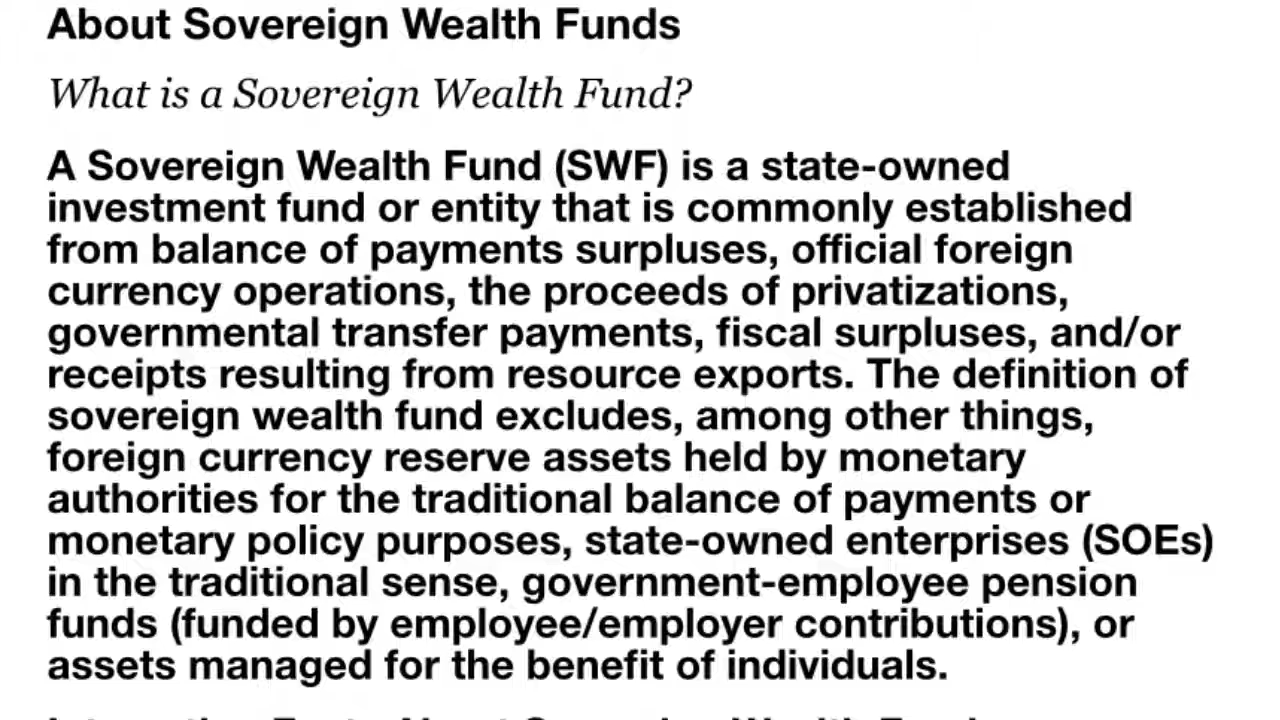 About Sovereign Wealth Funds
What is a Sovereign Wealth Fund?
A Sovereign Wealth Fund (SWF) is a state-owned
investment fund or entity that is commonly established
from balance of payments surpluses, official foreign
currency operations, the proceeds of privatizations,
governmental transfer payments, fiscal surpluses, and/or
receipts resulting from resource exports. The definition of
sovereign wealth fund excludes, among other things,
foreign currency reserve assets held by monetary
authorities for the traditional balance of payments or
monetary policy purposes, state-owned enterprises (SOEs)
in the traditional sense, government-employee pension
funds (funded by employee/employer contributions), or
assets managed for the benefit of individuals.